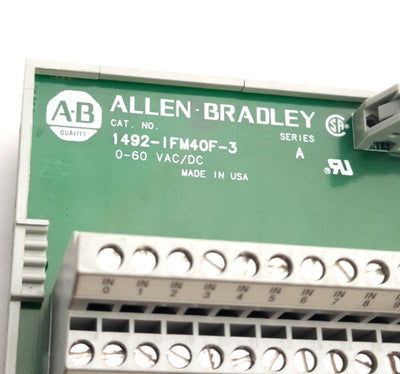 A-B ALLEN·BRADLEY
QUALITY
CAT. NO. SERIES
1492-IFM40F-3 A
0-60 VAC/DC
MADE IN USA
IN IN IN IN IN IN IN IN IN
0 1 2 3 4 5 6 7 8 9